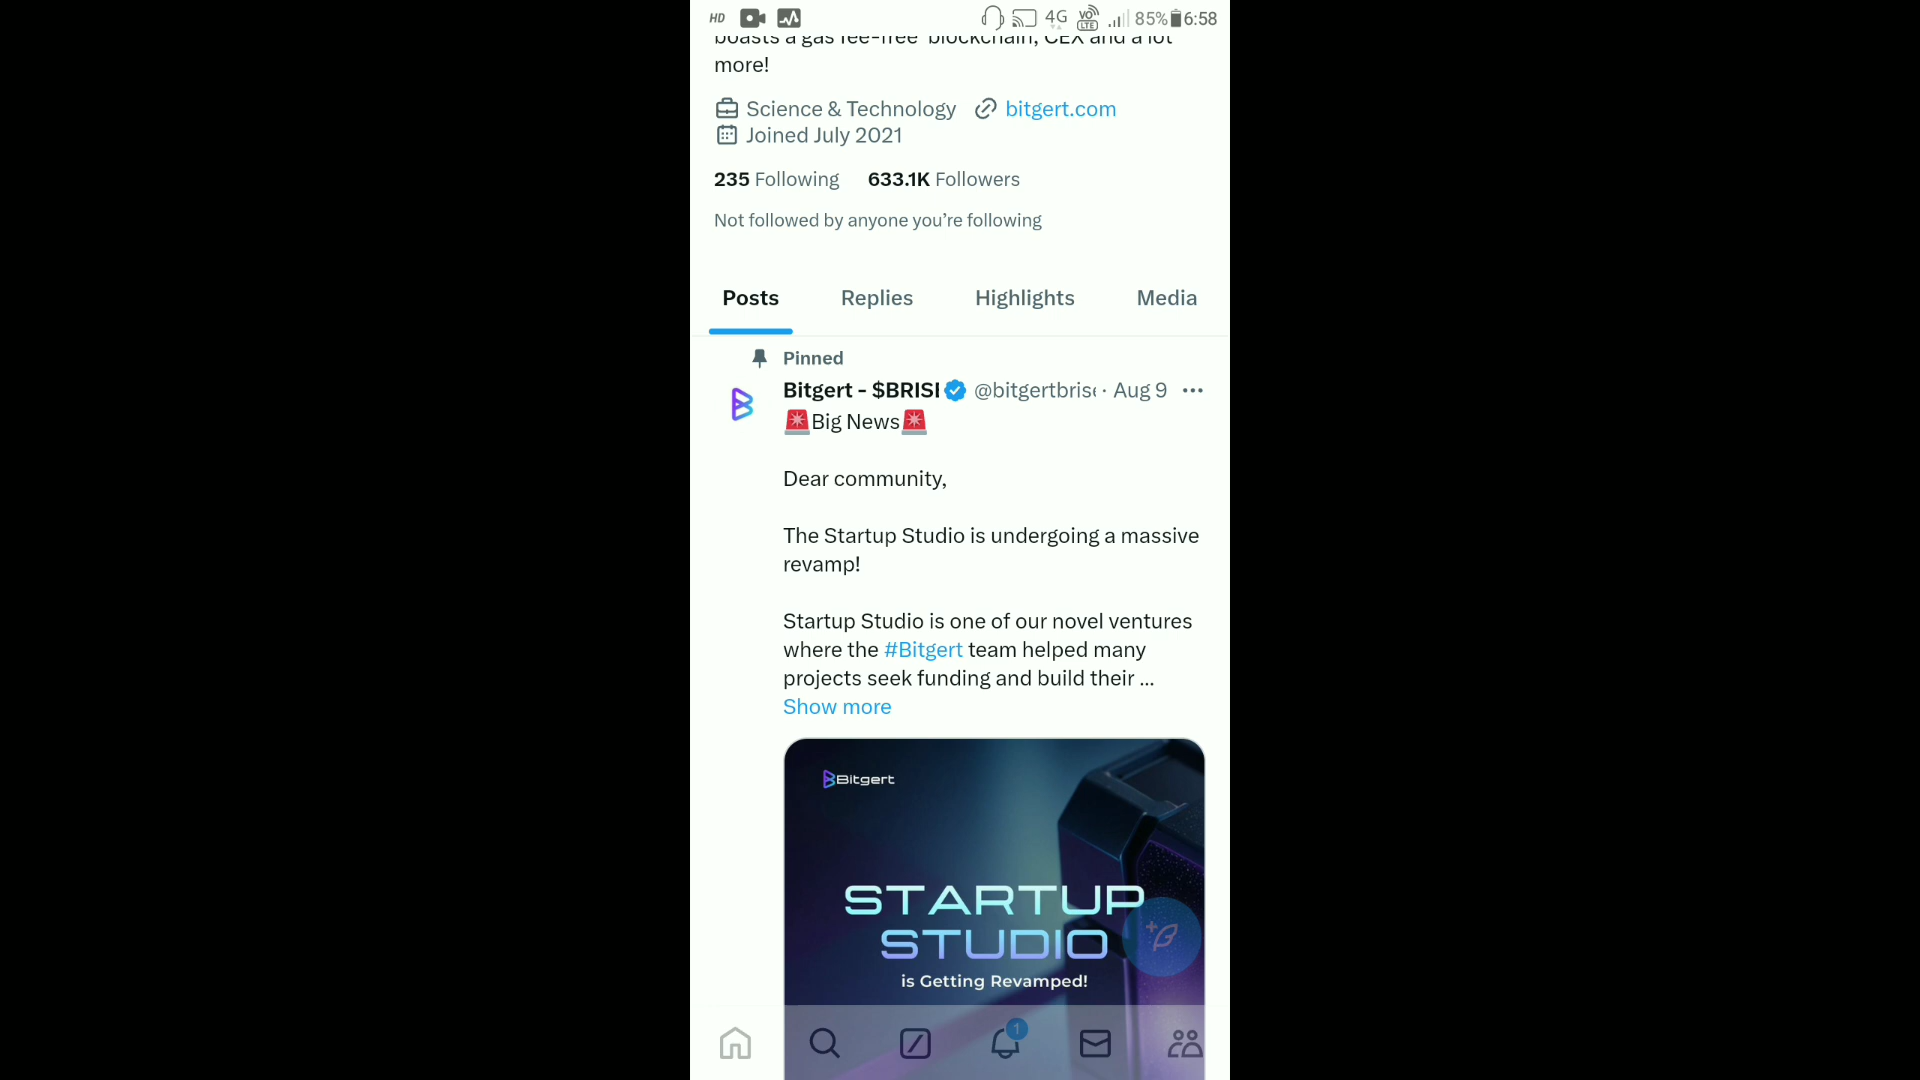 HD 4G VO LTE 85% 6:58
boasts a gas fee-free blockchain, CEX and a lot
more!
Science & Technology bitgert.com
Joined July 2021
235 Following 633.1K Followers
Not followed by anyone you’re following
Posts Replies Highlights Media
Pinned
Bitgert - $BRISI @bitgertbrise · Aug 9 ...
🚨Big News🚨
Dear community,
The Startup Studio is undergoing a massive
revamp!
Startup Studio is one of our novel ventures
where the #Bitgert team helped many
projects seek funding and build their ...
Show more
Bitgert
STARTUP
STUDIO
is Getting Revamped!
1